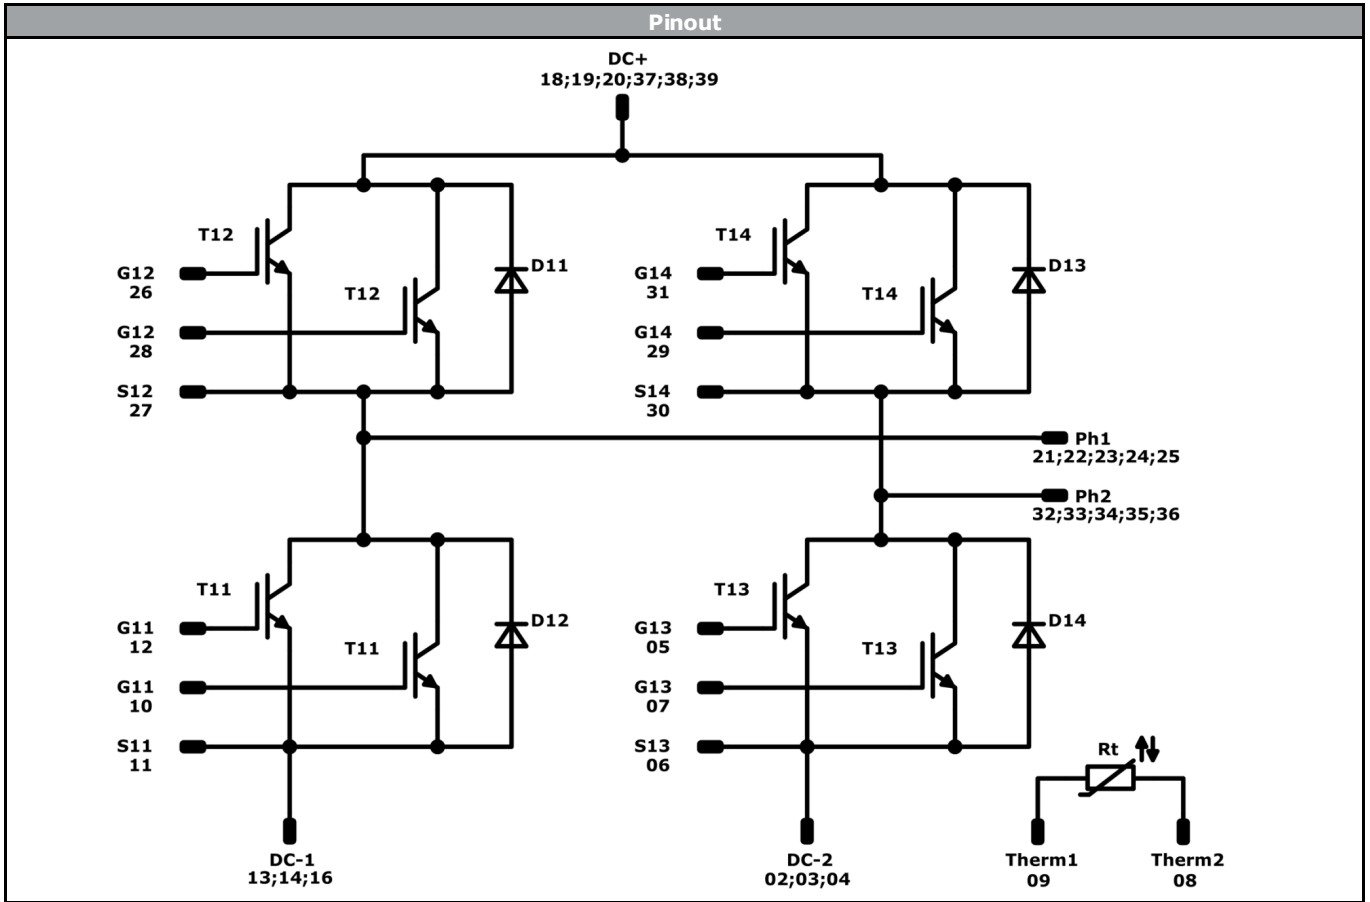 Pinout
DC+
18;19;20;37;38;39
T12
T14
G12
26
D11
G14
31
D13
T12
T14
G12
28
G14
29
S12
27
S14
30
Ph1
21;22;23;24;25
Ph2
32;33;34;35;36
T11
T13
G11
12
D12
G13
05
D14
T11
T13
G11
10
G13
07
S11
11
S13
06
Rt
DC-1
13;14;16
DC-2
02;03;04
Therm1
09
Therm2
08